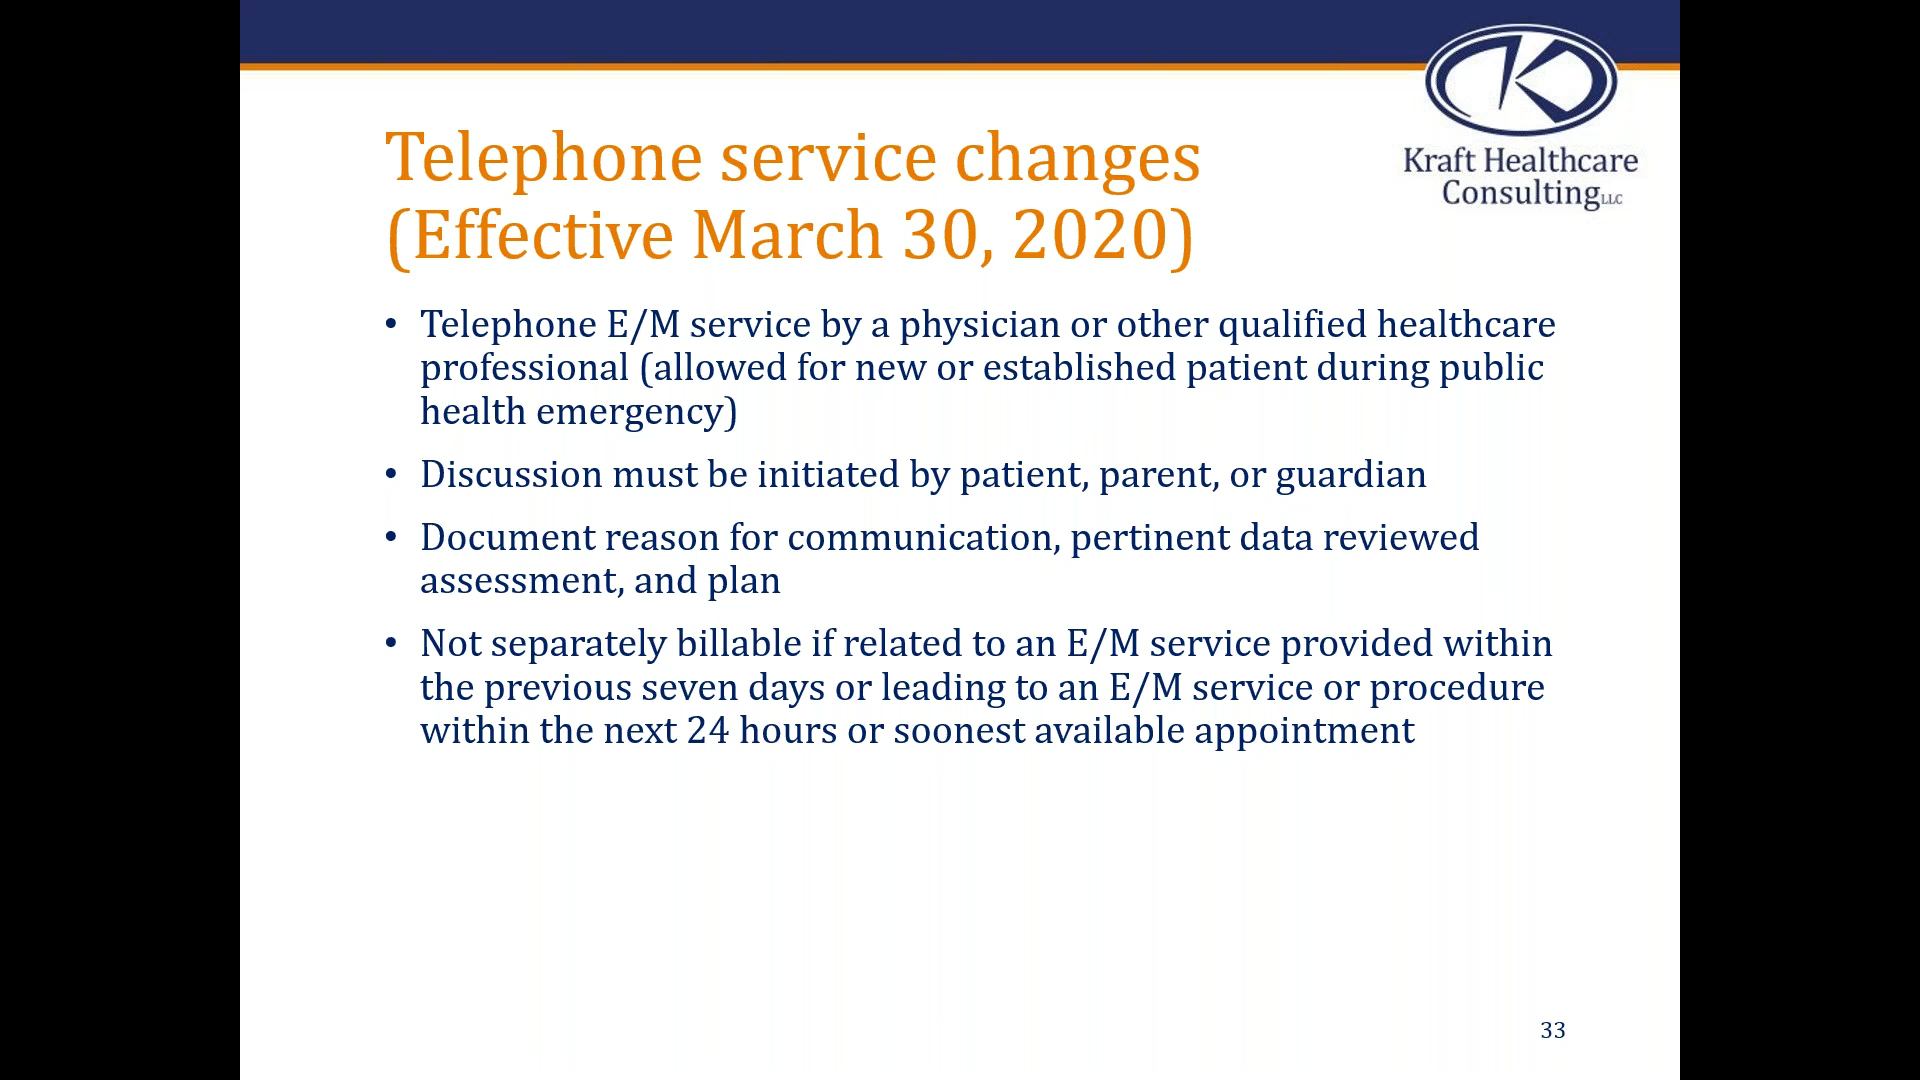 Kraft Healthcare
Consulting LLC
Telephone service changes
(Effective March 30, 2020)
• Telephone E/M service by a physician or other qualified healthcare
professional (allowed for new or established patient during public
health emergency)
• Discussion must be initiated by patient, parent, or guardian
• Document reason for communication, pertinent data reviewed
assessment, and plan
• Not separately billable if related to an E/M service provided within
the previous seven days or leading to an E/M service or procedure
within the next 24 hours or soonest available appointment
33